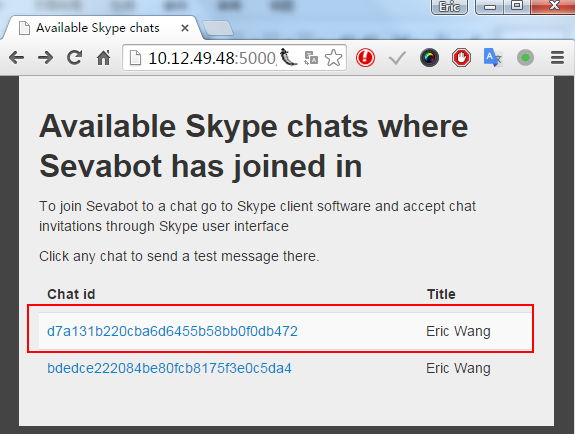 Eric
Available Skype chats
10.12.49.48:5000
Available Skype chats where
Sevabot has joined in
To join Sevabot to a chat go to Skype client software and accept chat
invitations through Skype user interface
Click any chat to send a test message there.
Chat id Title
d7a131b220cba6d6455b58bb0f0db472 Eric Wang
bdedce222084be80fcb8175f3e0c5da4 Eric Wang